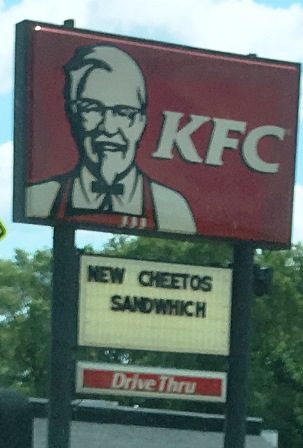 KFC
NEW CHEETOS
SANDWHICH
Drive Thru